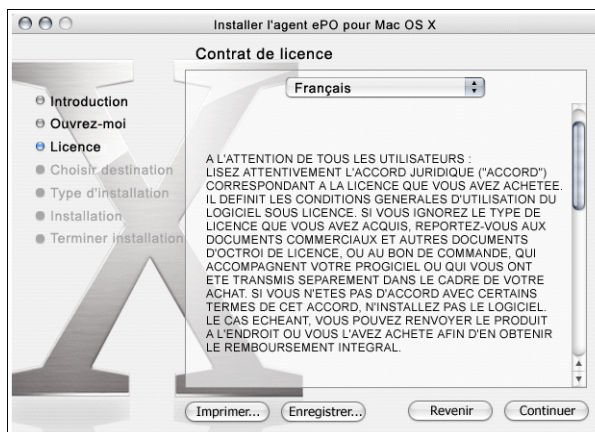 Installer l'agent ePO pour Mac OS X
Contrat de licence
Français
Introduction
Ouvrez-moi
Licence
Choisir destination
Type d'installation
Installation
Terminer installation
A L'ATTENTION DE TOUS LES UTILISATEURS :
LISEZ ATTENTIVEMENT L'ACCORD JURIDIQUE ("ACCORD")
CORRESPONDANT A LA LICENCE QUE VOUS AVEZ ACHETEE.
IL DEFINIT LES CONDITIONS GENERALES D'UTILISATION DU
LOGICIEL SOUS LICENCE. SI VOUS IGNOREZ LE TYPE DE
LICENCE QUE VOUS AVEZ ACQUIS, REPORTEZ-VOUS AUX
DOCUMENTS COMMERCIAUX ET AUTRES DOCUMENTS
D'OCTROI DE LICENCE, OU AU BON DE COMMANDE, QUI
ACCOMPAGNENT VOTRE PROGICIEL OU QUI VOUS ONT
ETE TRANSMIS SEPAREMENT DANS LE CADRE DE VOTRE
ACHAT. SI VOUS N'ETES PAS D'ACCORD AVEC CERTAINS
TERMES DE CET ACCORD, N'INSTALLEZ PAS LE LOGICIEL.
LE CAS ECHEANT, VOUS POUVEZ RENVOYER LE PRODUIT
A L'ENDROIT OU VOUS L'AVEZ ACHETE AFIN D'EN OBTENIR
LE REMBOURSEMENT INTEGRAL.
Imprimer... Enregistrer... Revenir Continuer